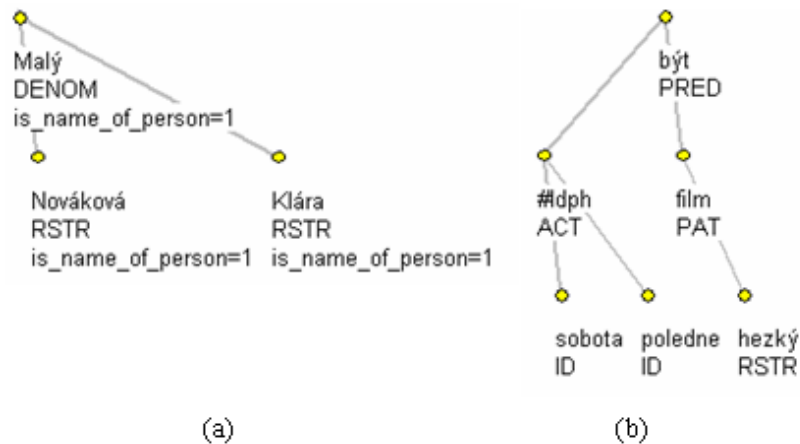 Malý
DENOM
is_name_of_person=1
Nováková
RSTR
is_name_of_person=1
Klára
RSTR
is_name_of_person=1
(a)
být
PRED
#Idph
ACT
film
PAT
sobota
ID
poledne
ID
hezký
RSTR
(b)